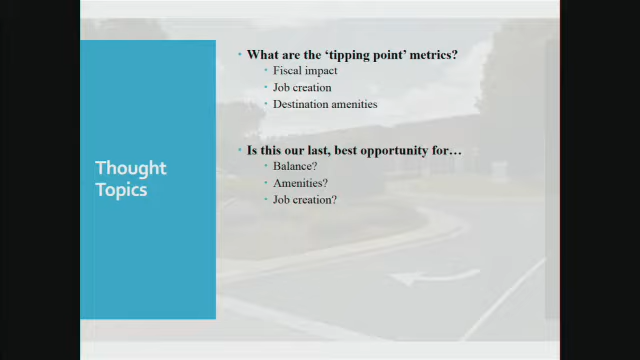 Thought
Topics
What are the ‘tipping point’ metrics?
Fiscal impact
Job creation
Destination amenities
Is this our last, best opportunity for…
Balance?
Amenities?
Job creation?